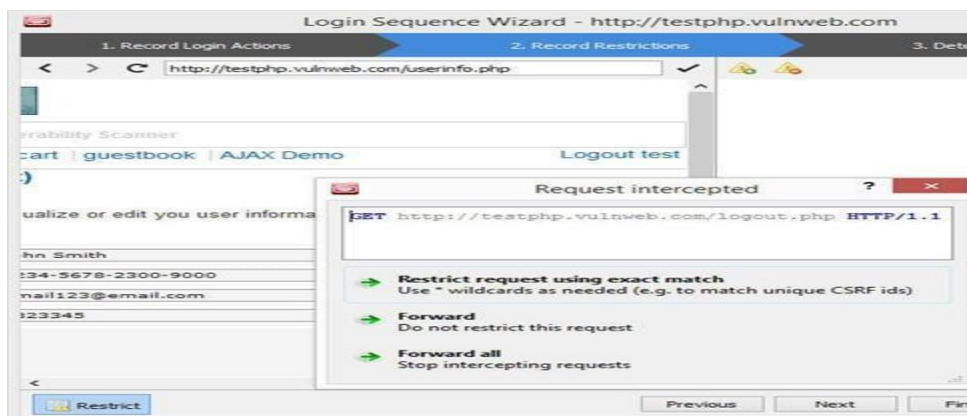 Login Sequence Wizard - http://testphp.vulnweb.com
1. Record Login Actions
2. Record Restrictions
3. Dete
http://testphp.vulnweb.com/userinfo.php
erability Scanner
cart guestbook AJAX Demo Logout test
:)
ualize or edit you user informa
hn Smith
234-5678-2300-9000
mail123@email.com
323345
Request intercepted ?
GET http://testphp.vulnweb.com/logout.php HTTP/1.1
Restrict request using exact match
Use * wildcards as needed (e.g. to match unique CSRF ids)
Forward
Do not restrict this request
Forward all
Stop intercepting requests
Restrict
Previous
Next
Fin